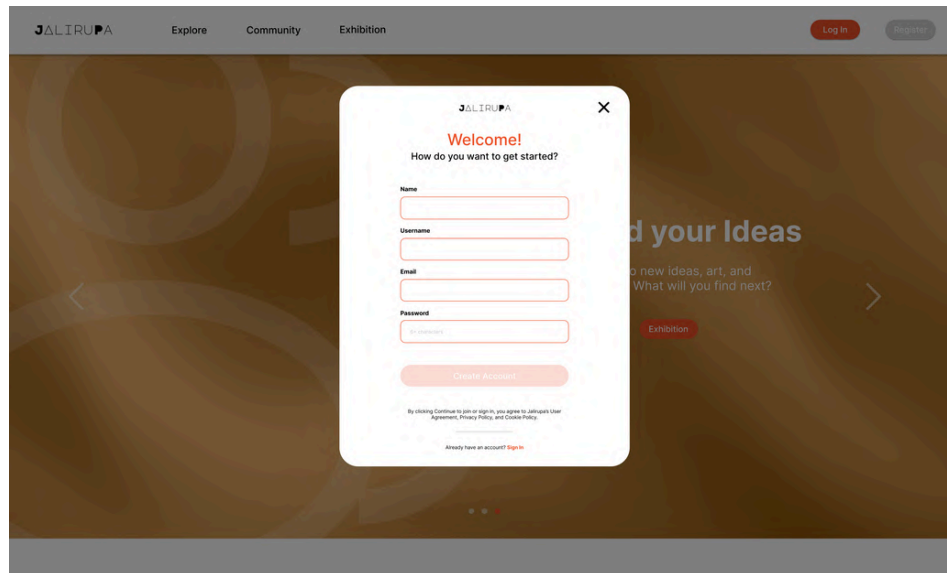 JALIRUPA
Explore
Community
Exhibition
Log In
Register
JALIRUPA
Welcome!
How do you want to get started?
Name
Username
Email
Password
Create Account
By clicking Continue to join or sign in, you agree to Jalirupa's User
Agreement, Privacy Policy, and Cookie Policy.
Already have an account? Sign In
d your Ideas
o new ideas, art, and
What will you find next?
Exhibition